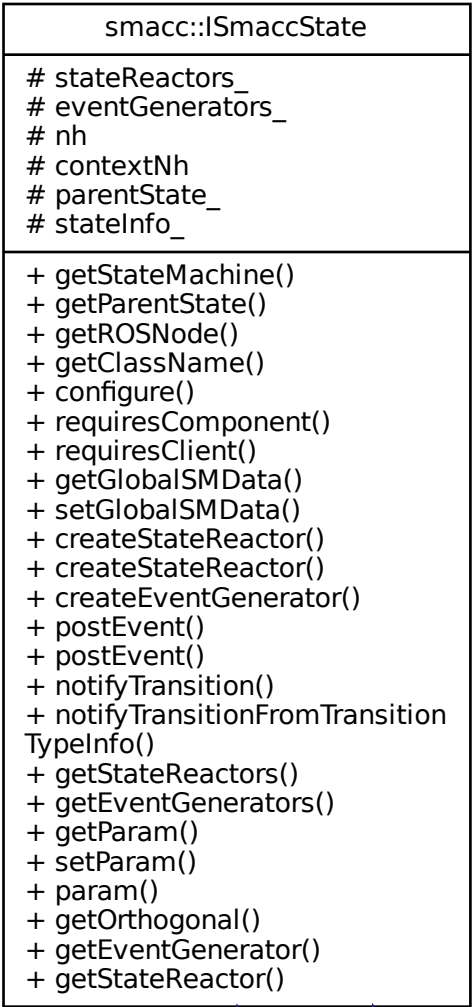 smacc::ISmaccState
# stateReactors_
# eventGenerators_
# nh
# contextNh
# parentState_
# stateInfo_
+ getStateMachine()
+ getParentState()
+ getROSNode()
+ getClassName()
+ configure()
+ requiresComponent()
+ requiresClient()
+ getGlobalSMData()
+ setGlobalSMData()
+ createStateReactor()
+ createStateReactor()
+ createEventGenerator()
+ postEvent()
+ postEvent()
+ notifyTransition()
+ notifyTransitionFromTransition
TypeInfo()
+ getStateReactors()
+ getEventGenerators()
+ getParam()
+ setParam()
+ param()
+ getOrthogonal()
+ getEventGenerator()
+ getStateReactor()